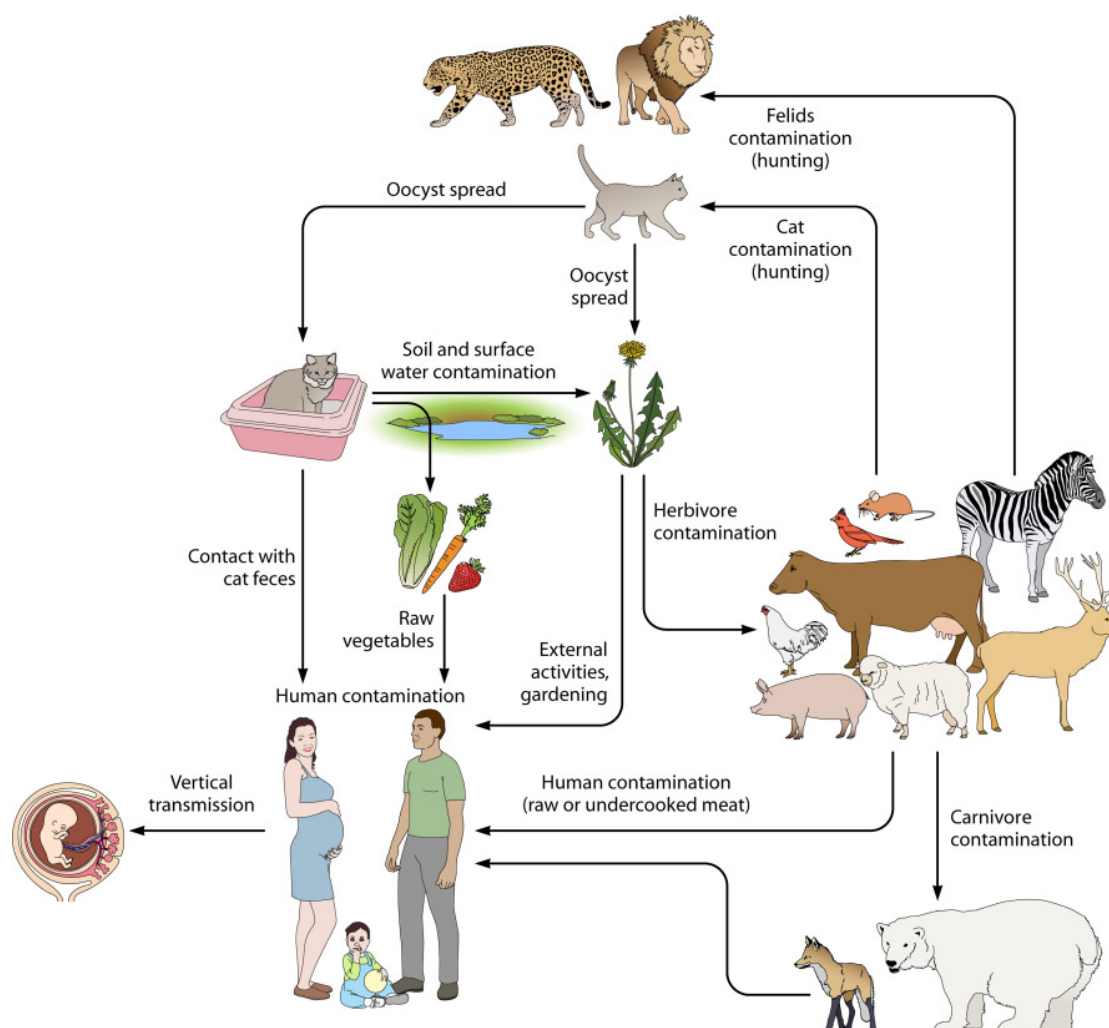 Felids
contamination
(hunting)
Oocyst spread
Cat
contamination
(hunting)
Oocyst
spread
Soil and surface
water contamination
Herbivore
contamination
Contact with
cat feces
Raw
vegetables
External
activities,
gardening
Human contamination
Vertical
transmission
Human contamination
(raw or undercooked meat)
Carnivore
contamination